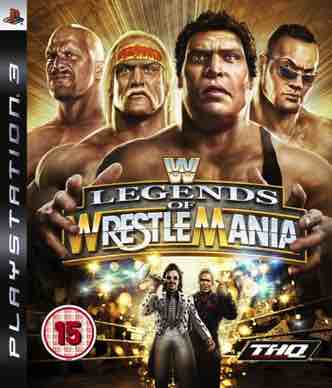 PLAYSTATION 3
W
LEGENDS
OF
WRESTLEMANIA
15
THQ